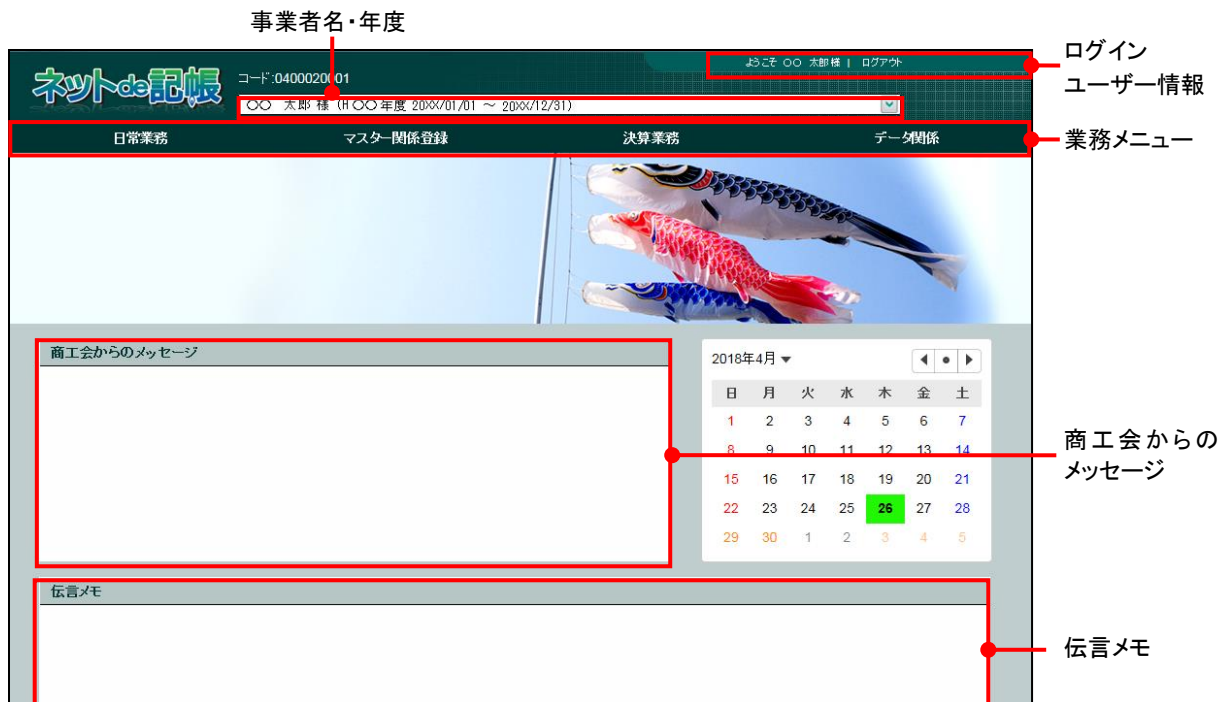 事業者名・年度
ログイン
ユーザー情報
ようこそ 〇〇 太郎 様 | ログアウト
ネットde記帳
コード:0400020001
〇〇 太郎 様 (H〇〇年度 20XX/01/01 ～ 20XX/12/31)
日常業務 マスター関係登録 決算業務 データ関係
業務メニュー
商工会からのメッセージ
2018年4月
日 月 火 水 木 金 土
1 2 3 4 5 6 7
8 9 10 11 12 13 14
15 16 17 18 19 20 21
22 23 24 25 26 27 28
29 30 1 2 3 4 5
商工会からの
メッセージ
伝言メモ
伝言メモ